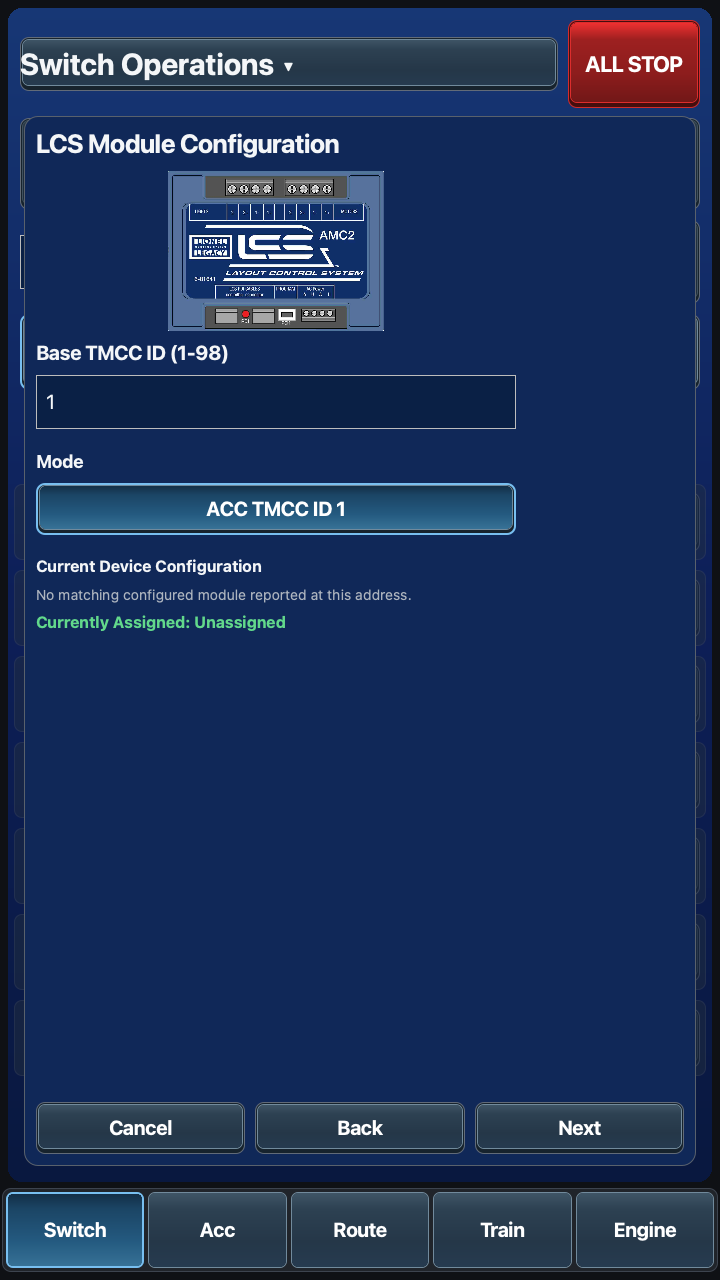 Switch Operations ▾
ALL STOP
LCS Module Configuration
AMC2
LIONEL
LEGACY
LCS
LAYOUT CONTROL SYSTEM
Base TMCC ID (1-98)
1
Mode
ACC TMCC ID 1
Current Device Configuration
No matching configured module reported at this address.
Currently Assigned: Unassigned
Cancel
Back
Next
Switch
Acc
Route
Train
Engine